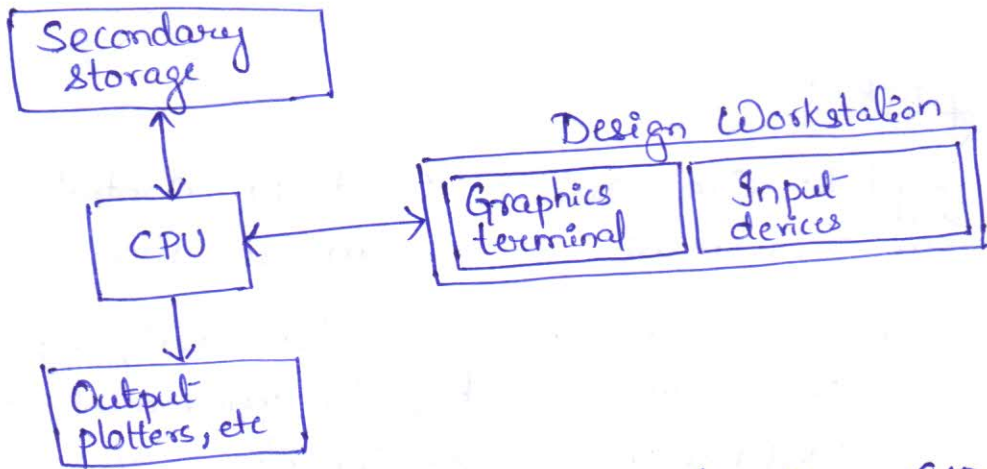 Secondary
storage
Design Workstation
Graphics
terminal
Input
devices
CPU
Output
plotters, etc